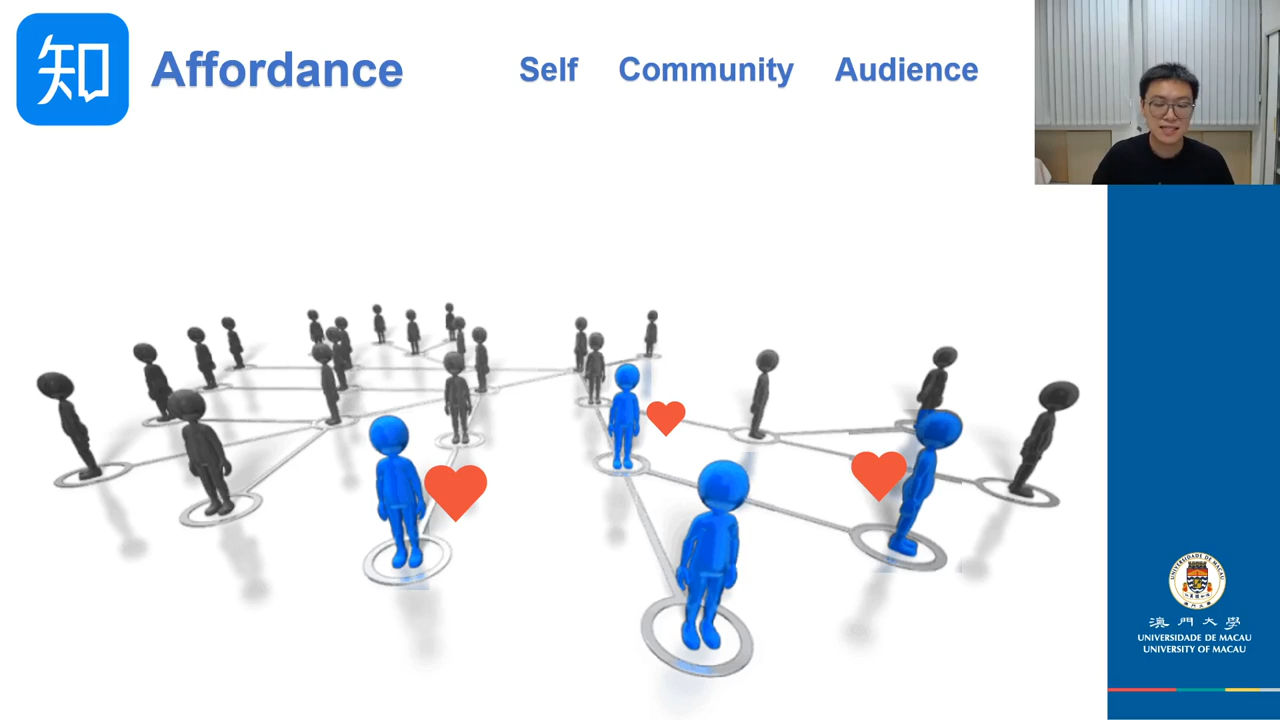 知
Affordance
Self
Community
Audience
澳門大學
UNIVERSIDADE DE MACAU
UNIVERSITY OF MACAU